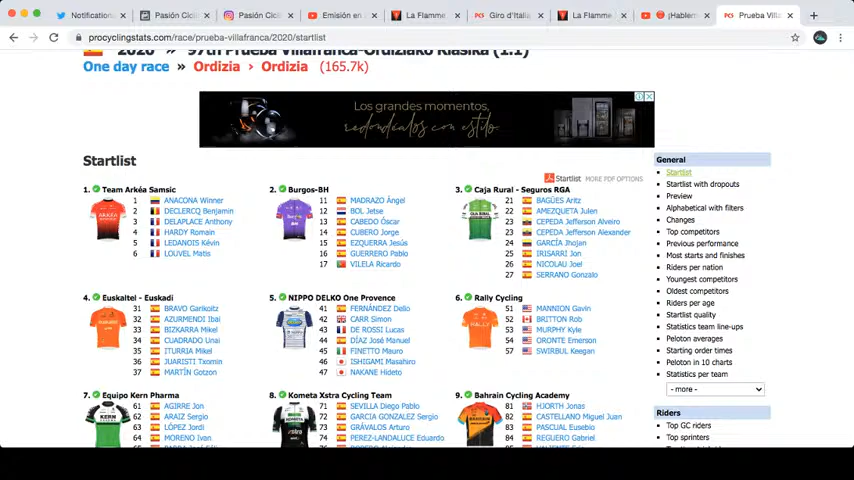 Notification
Pasión Cicli
Pasión Cicli
Emisión en
La Flamme
Giro d'Italia
La Flamme
¡Hablem
Prueba Villa
procyclingstats.com/race/prueba-villafranca/2020/startlist
2020 » 97th Prueba Villafranca-Ordiziako Klasika (1.1)
One day race » Ordizia › Ordizia (165.7k)
Los grandes momentos,
redondéalos con estilo.
Startlist
Startlist MORE PDF OPTIONS
1. Team Arkéa Samsic
1 ANACONA Winner
2 DECLERCQ Benjamin
3 DELAPLACE Anthony
4 HARDY Romain
5 LEDANOIS Kévin
6 LOUVEL Matis
2. Burgos-BH
11 MADRAZO Ángel
12 BOL Jetse
13 CABEDO Óscar
14 CUBERO Jorge
15 EZQUERRA Jesús
16 GUERRERO Pablo
17 VILELA Ricardo
3. Caja Rural - Seguros RGA
21 BAGÜES Aritz
22 AMEZQUETA Julen
23 CEPEDA Jefferson Alveiro
23 CEPEDA Jefferson Alexander
24 GARCÍA Jhojan
25 IRISARRI Jon
26 NICOLAU Joel
27 SERRANO Gonzalo
4. Euskaltel - Euskadi
31 BRAVO Garikoitz
32 AZURMENDI Ibai
33 BIZKARRA Mikel
34 CUADRADO Unai
35 ITURRIA Mikel
36 JUARISTI Txomin
37 MARTÍN Gotzon
5. NIPPO DELKO One Provence
41 FERNÁNDEZ Delio
42 CARR Simon
43 DE ROSSI Lucas
44 DÍAZ José Manuel
45 FINETTO Mauro
46 ISHIGAMI Masahiro
47 NAKANE Hideto
6. Rally Cycling
51 MANNION Gavin
52 BRITTON Rob
53 MURPHY Kyle
54 ORONTE Emerson
57 SWIRBUL Keegan
7. Equipo Kern Pharma
61 AGIRRE Jon
62 ARAIZ Sergio
63 LÓPEZ Jordi
64 MORENO Ivan
8. Kometa Xstra Cycling Team
71 SEVILLA Diego Pablo
72 GARCIA GONZALEZ Sergio
73 GRÁVALOS Arturo
74 PEREZ-LANDALUCE Eduardo
9. Bahrain Cycling Academy
81 HJORTH Jonas
82 CASTELLANO Miguel Juan
83 PASCUAL Eusebio
84 REGUERO Gabriel
General
Startlist
Startlist with dropouts
Preview
Alphabetical with filters
Changes
Top competitors
Previous performance
Most starts and finishes
Riders per nation
Youngest competitors
Oldest competitors
Riders per age
Startlist quality
Statistics team line-ups
Peloton averages
Starting order times
Peloton in 10 charts
Statistics per team
- more -
Riders
Top GC riders
Top sprinters